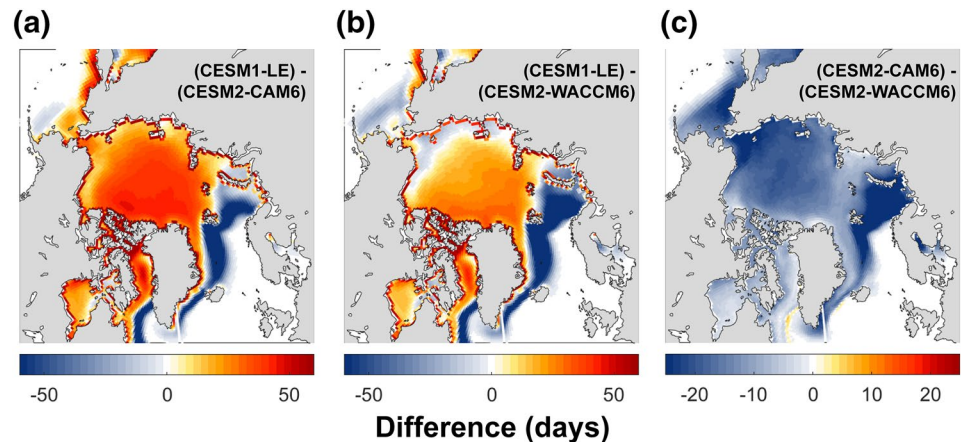 (a)
(b)
(c)
(CESM1-LE) -
(CESM2-CAM6)
(CESM1-LE) -
(CESM2-WACCM6)
(CESM2-CAM6) -
(CESM2-WACCM6)
-50 0 50
-50 0 50
-20 -10 0 10 20
Difference (days)